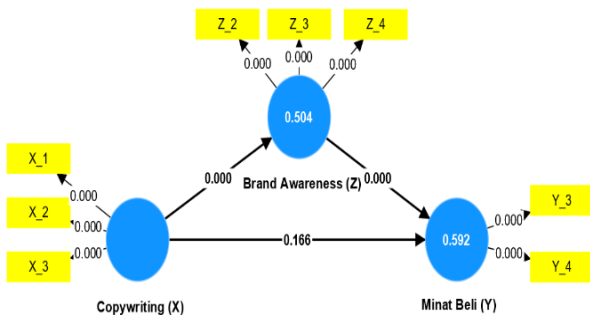 Z_2 Z_3 Z_4
0.000 0.000 0.000
0.504
X_1
0.000
0.000 Brand Awareness (Z) 0.000
X_2
0.000
Y_3
0.000
X_3
0.000
0.166
0.592
0.000
Y_4
Copywriting (X) Minat Beli (Y)